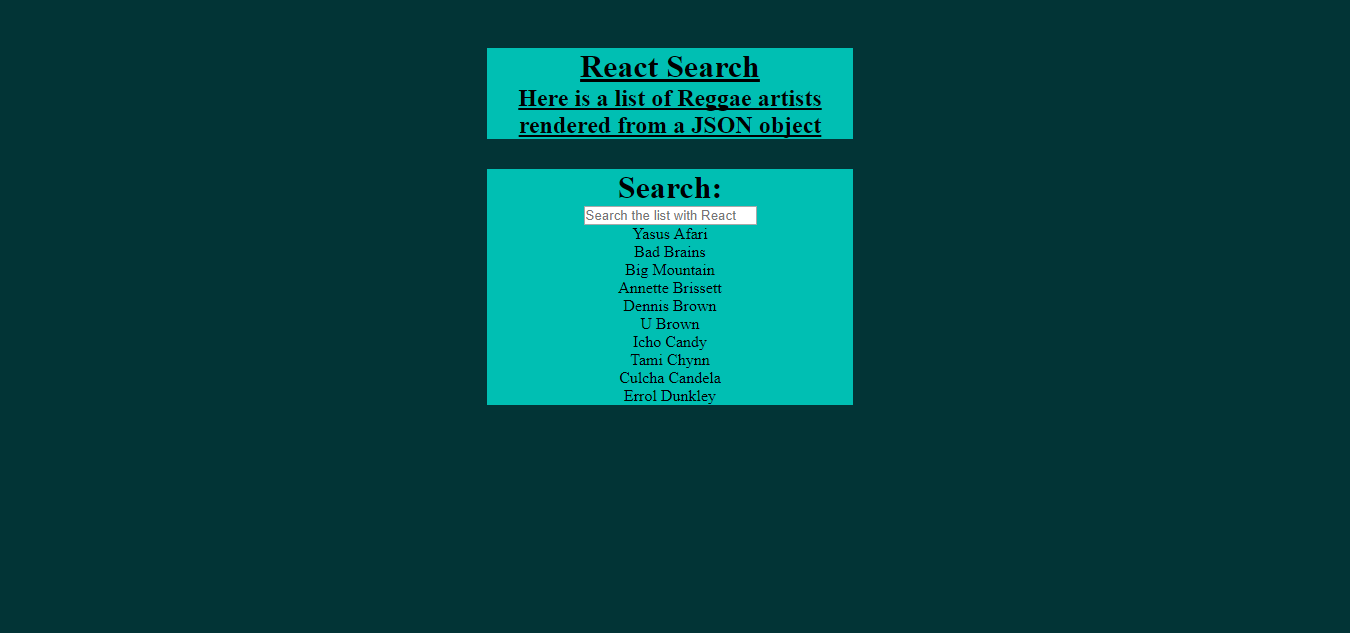 React Search
Here is a list of Reggae artists
rendered from a JSON object
Search:
Search the list with React
Yasus Afari
Bad Brains
Big Mountain
Annette Brissett
Dennis Brown
U Brown
Icho Candy
Tami Chynn
Culcha Candela
Errol Dunkley